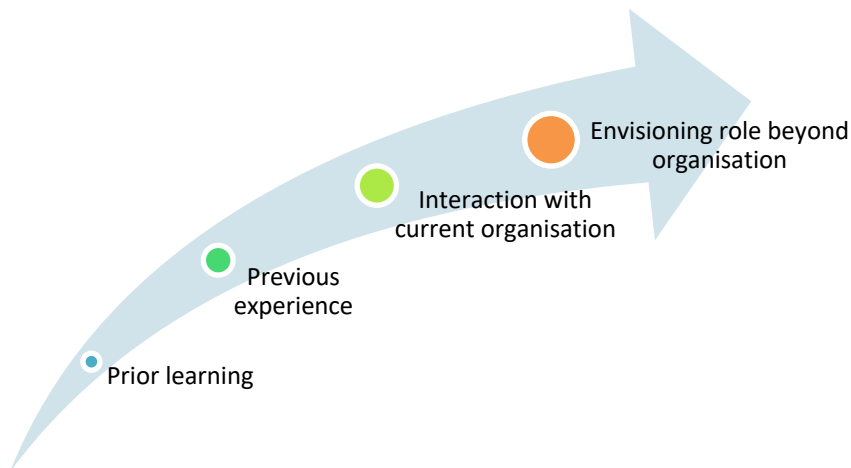 Envisioning role beyond
organisation
Interaction with
current organisation
Previous
experience
Prior learning